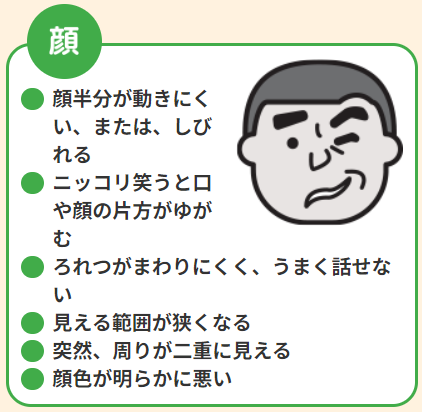 顔
顔半分が動きにく
い、または、しび
れる
ニッコリ笑うと口
や顔の片方がゆが
む
ろれつがまわりにくく、うまく話せな
い
見える範囲が狭くなる
突然、周りが二重に見える
顔色が明らかに悪い